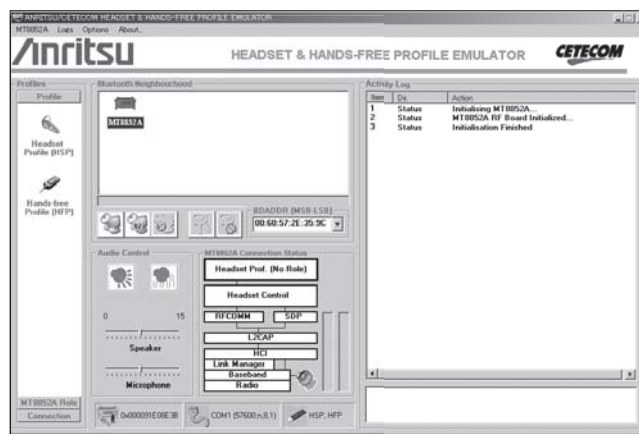 ANRITSU/CETECOM HEADSET & HANDS-FREE PROFILE EMULATOR
MT8852A Logs Options About..
Anritsu
HEADSET & HANDS-FREE PROFILE EMULATOR
CETECOM
Profiles
Profile
Headset
Profile (HSP)
Hands-free
Profile (HFP)
MT8852A Role
Connection
Bluetooth Neighbourhood
MT8852A
BDADDR (MSB-LSB)
00:60:57:2E:35:9C
Audio Control
0 15
Speaker
Microphone
MT8852A Connection Status
Headset Prof. (No Role)
Headset Control
RFCOMM SDP
L2CAP
HCI
Link Manager
Baseband
Radio
0x000091E08E3B
COM1 (57600,n,8,1)
HSP, HFP
Activity Log
Item Dir. Action
1 Status Initialising MT8852A...
2 Status MT8852A RF Board Initialized...
3 Status Initialisation Finished